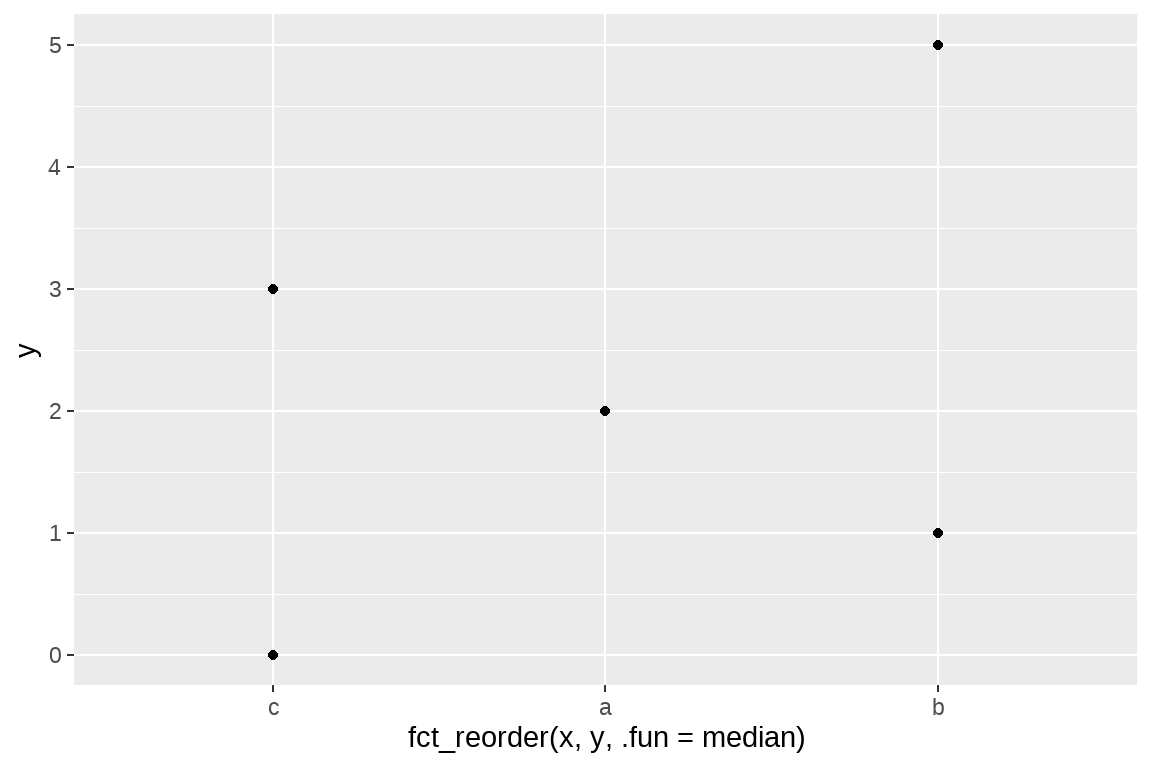 5
4
3
2
1
0
y
c a b
fct_reorder(x, y, .fun = median)